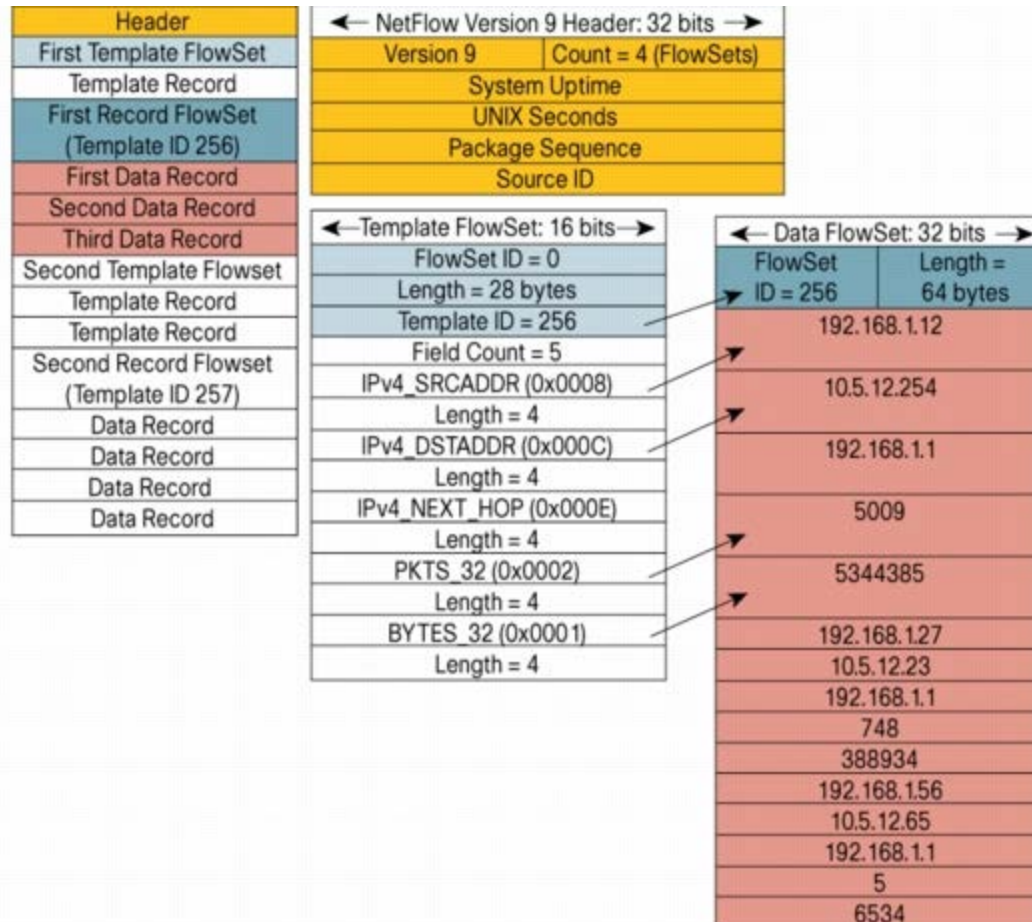 Header
First Template FlowSet
Template Record
First Record FlowSet
(Template ID 256)
First Data Record
Second Data Record
Third Data Record
Second Template Flowset
Template Record
Template Record
Second Record Flowset
(Template ID 257)
Data Record
Data Record
Data Record
Data Record
NetFlow Version 9 Header: 32 bits
Version 9
Count = 4 (FlowSets)
System Uptime
UNIX Seconds
Package Sequence
Source ID
Template FlowSet: 16 bits
FlowSet ID = 0
Length = 28 bytes
Template ID = 256
Field Count = 5
IPv4_SRCADDR (0x0008)
Length = 4
IPv4_DSTADDR (0x000C)
Length = 4
IPv4_NEXT_HOP (0x000E)
Length = 4
PKTS_32 (0x0002)
Length = 4
BYTES_32 (0x0001)
Length = 4
Data FlowSet: 32 bits
FlowSet
ID = 256
Length =
64 bytes
192.168.1.12
10.5.12.254
192.168.1.1
5009
5344385
192.168.1.27
10.5.12.23
192.168.1.1
748
388934
192.168.1.56
10.5.12.65
192.168.1.1
5
6534